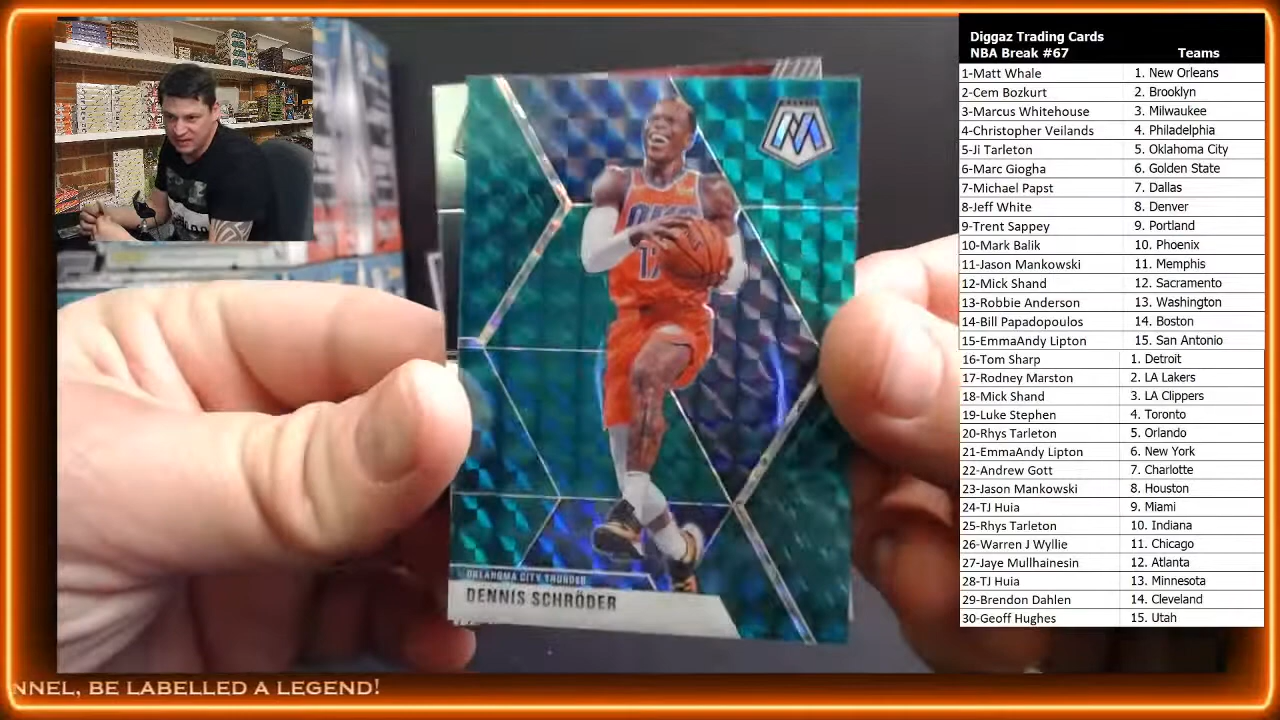 Diggaz Trading Cards
NBA Break #67 Teams
1-Matt Whale 1. New Orleans
2-Cem Bozkurt 2. Brooklyn
3-Marcus Whitehouse 3. Milwaukee
4-Christopher Veilands 4. Philadelphia
5-Ji Tarleton 5. Oklahoma City
6-Marc Giogha 6. Golden State
7-Michael Papst 7. Dallas
8-Jeff White 8. Denver
9-Trent Sappey 9. Portland
10-Mark Balik 10. Phoenix
11-Jason Mankowski 11. Memphis
12-Mick Shand 12. Sacramento
13-Robbie Anderson 13. Washington
14-Bill Papadopoulos 14. Boston
15-EmmaAndy Lipton 15. San Antonio
16-Tom Sharp 1. Detroit
17-Rodney Marston 2. LA Lakers
18-Mick Shand 3. LA Clippers
19-Luke Stephen 4. Toronto
20-Rhys Tarleton 5. Orlando
21-EmmaAndy Lipton 6. New York
22-Andrew Gott 7. Charlotte
23-Jason Mankowski 8. Houston
24-TJ Huia 9. Miami
25-Rhys Tarleton 10. Indiana
26-Warren J Wyllie 11. Chicago
27-Jaye Mullhainesin 12. Atlanta
28-TJ Huia 13. Minnesota
29-Brendon Dahlen 14. Cleveland
30-Geoff Hughes 15. Utah
OKLAHOMA CITY THUNDER
DENNIS SCHRÖDER
NNEL, BE LABELLED A LEGEND!